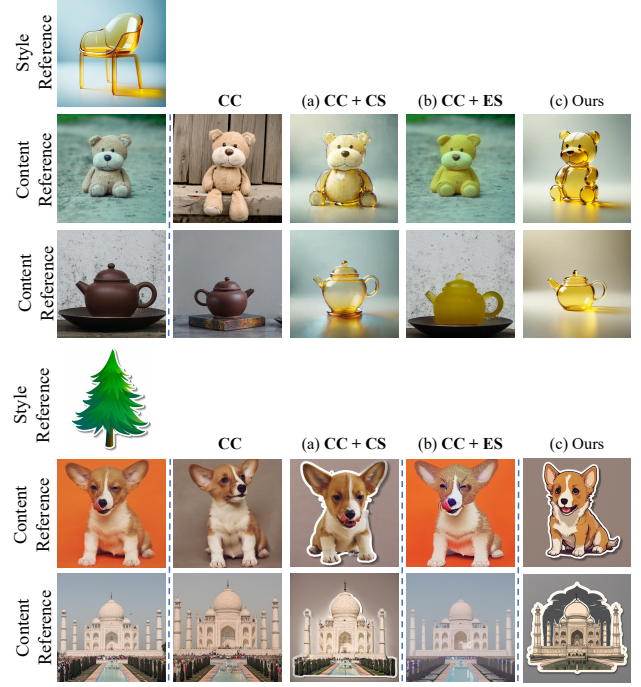 Style
Reference
CC
(a) CC + CS
(b) CC + ES
(c) Ours
Content
Reference
Content
Reference
Style
Reference
CC
(a) CC + CS
(b) CC + ES
(c) Ours
Content
Reference
Content
Reference